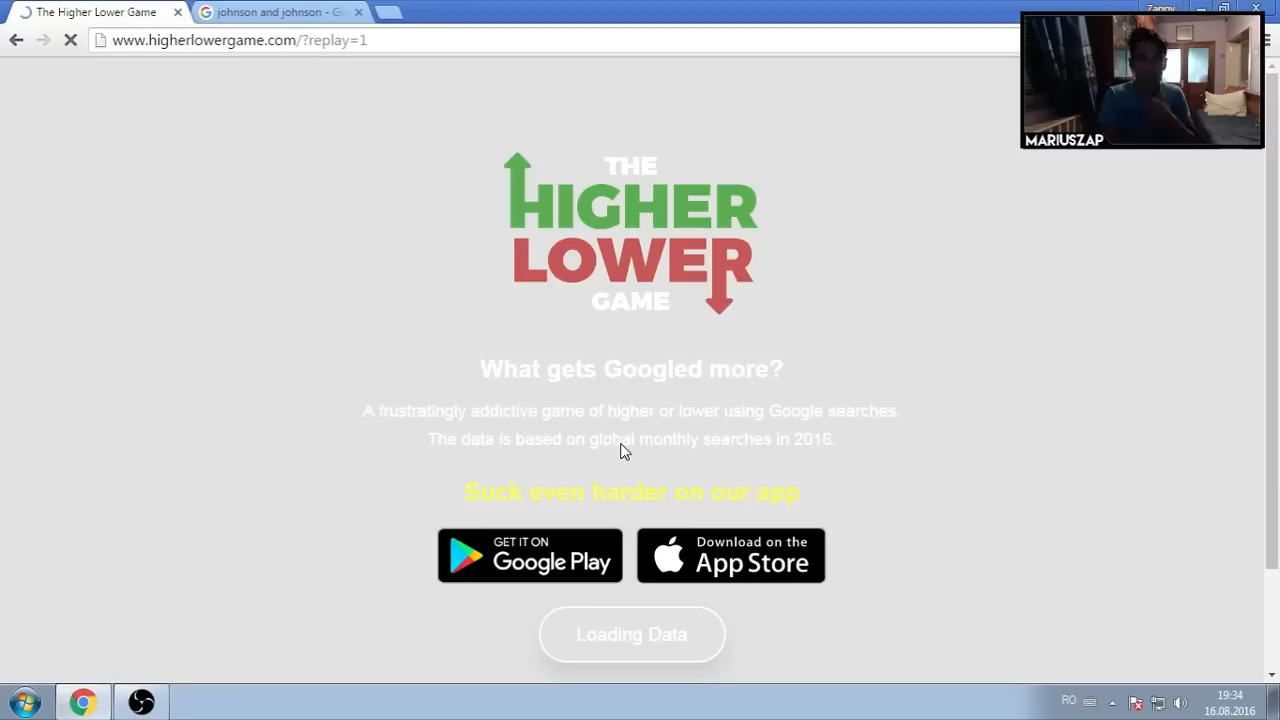 The Higher Lower Game
johnson and johnson - G
Zappy
www.higherlowergame.com/?replay=1
MARIUSZAP
THE
HIGHER
LOWER
GAME
What gets Googled more?
A frustratingly addictive game of higher or lower using Google searches.
The data is based on global monthly searches in 2016.
Suck even harder on our app
GET IT ON
Google Play
Download on the
App Store
Loading Data
RO
19:34
16.08.2016